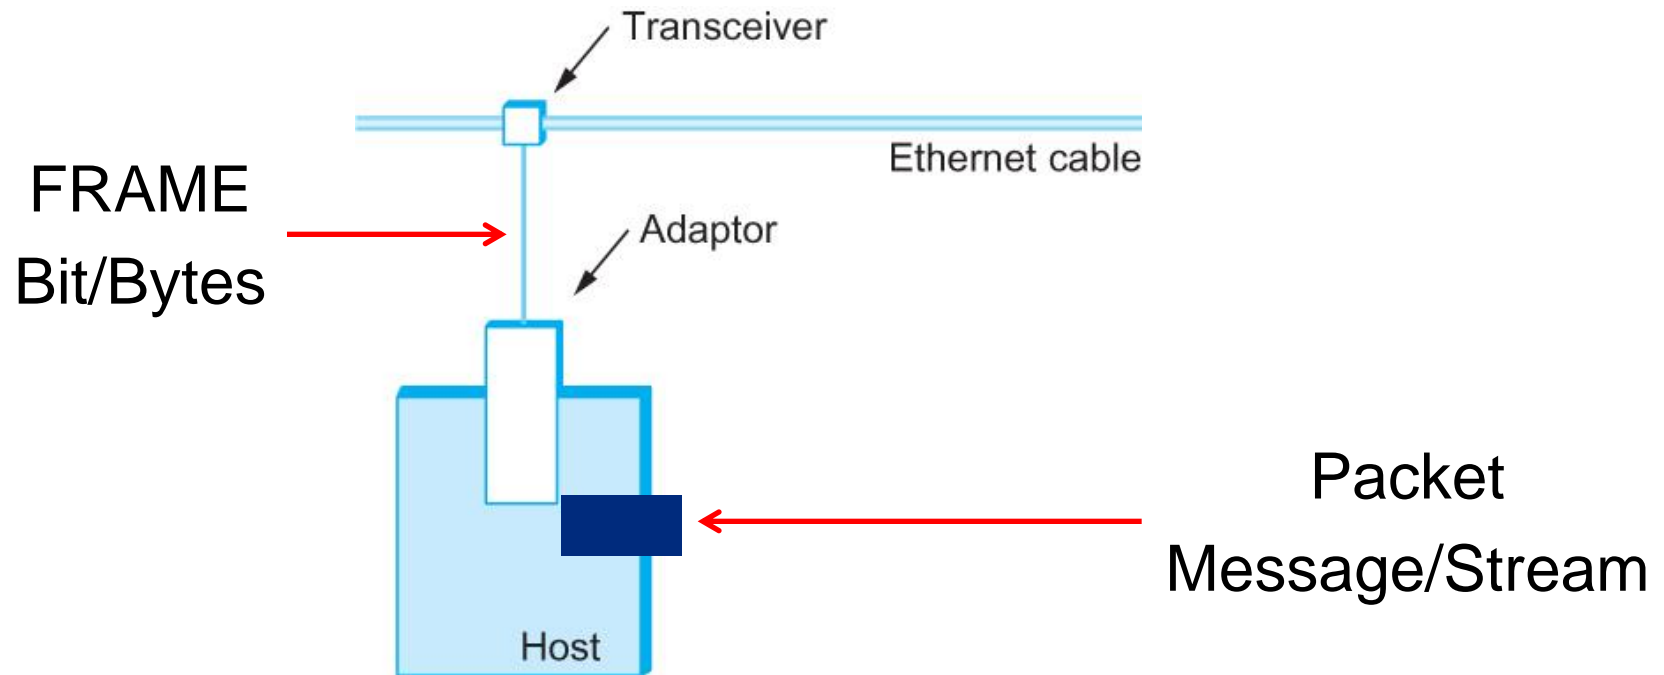 Transceiver
Ethernet cable
FRAME
Bit/Bytes
Adaptor
Packet
Message/Stream
Host